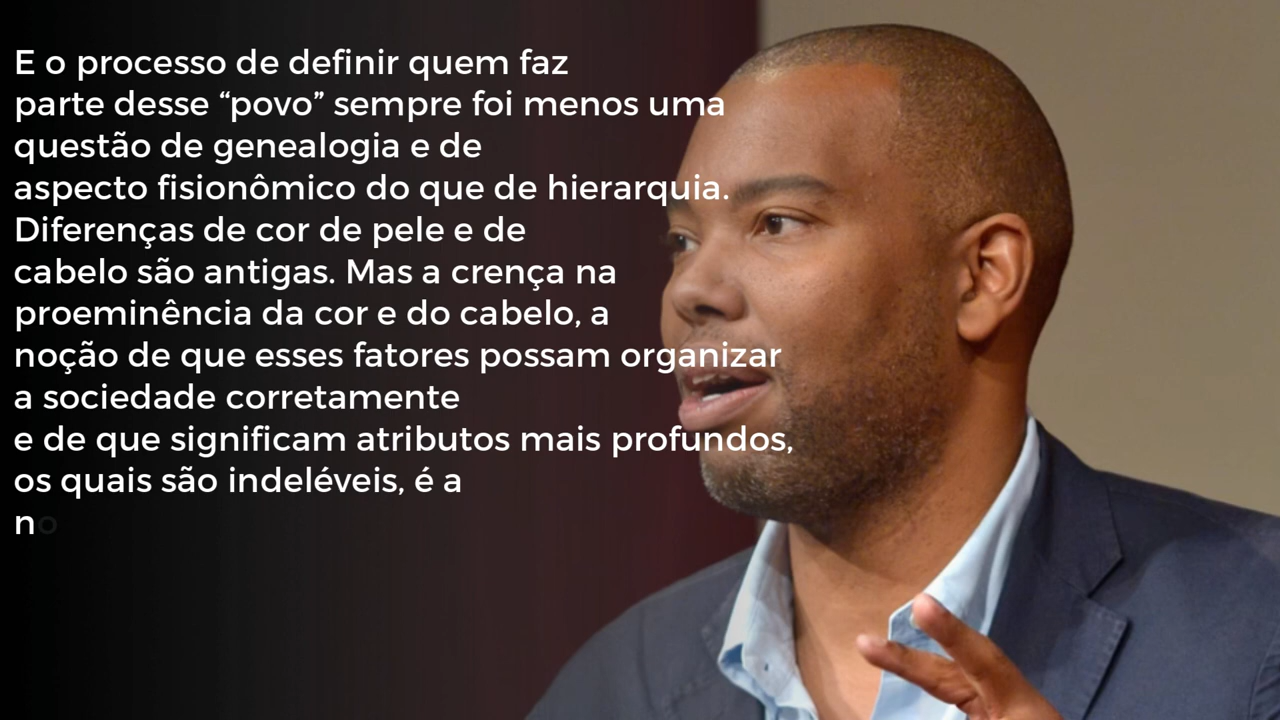 E o processo de definir quem faz
parte desse “povo” sempre foi menos uma
questão de genealogia e de
aspecto fisionômico do que de hierarquia.
Diferenças de cor de pele e de
cabelo são antigas. Mas a crença na
proeminência da cor e do cabelo, a
noção de que esses fatores possam organizar
a sociedade corretamente
e de que significam atributos mais profundos,
os quais são indeléveis, é a
no